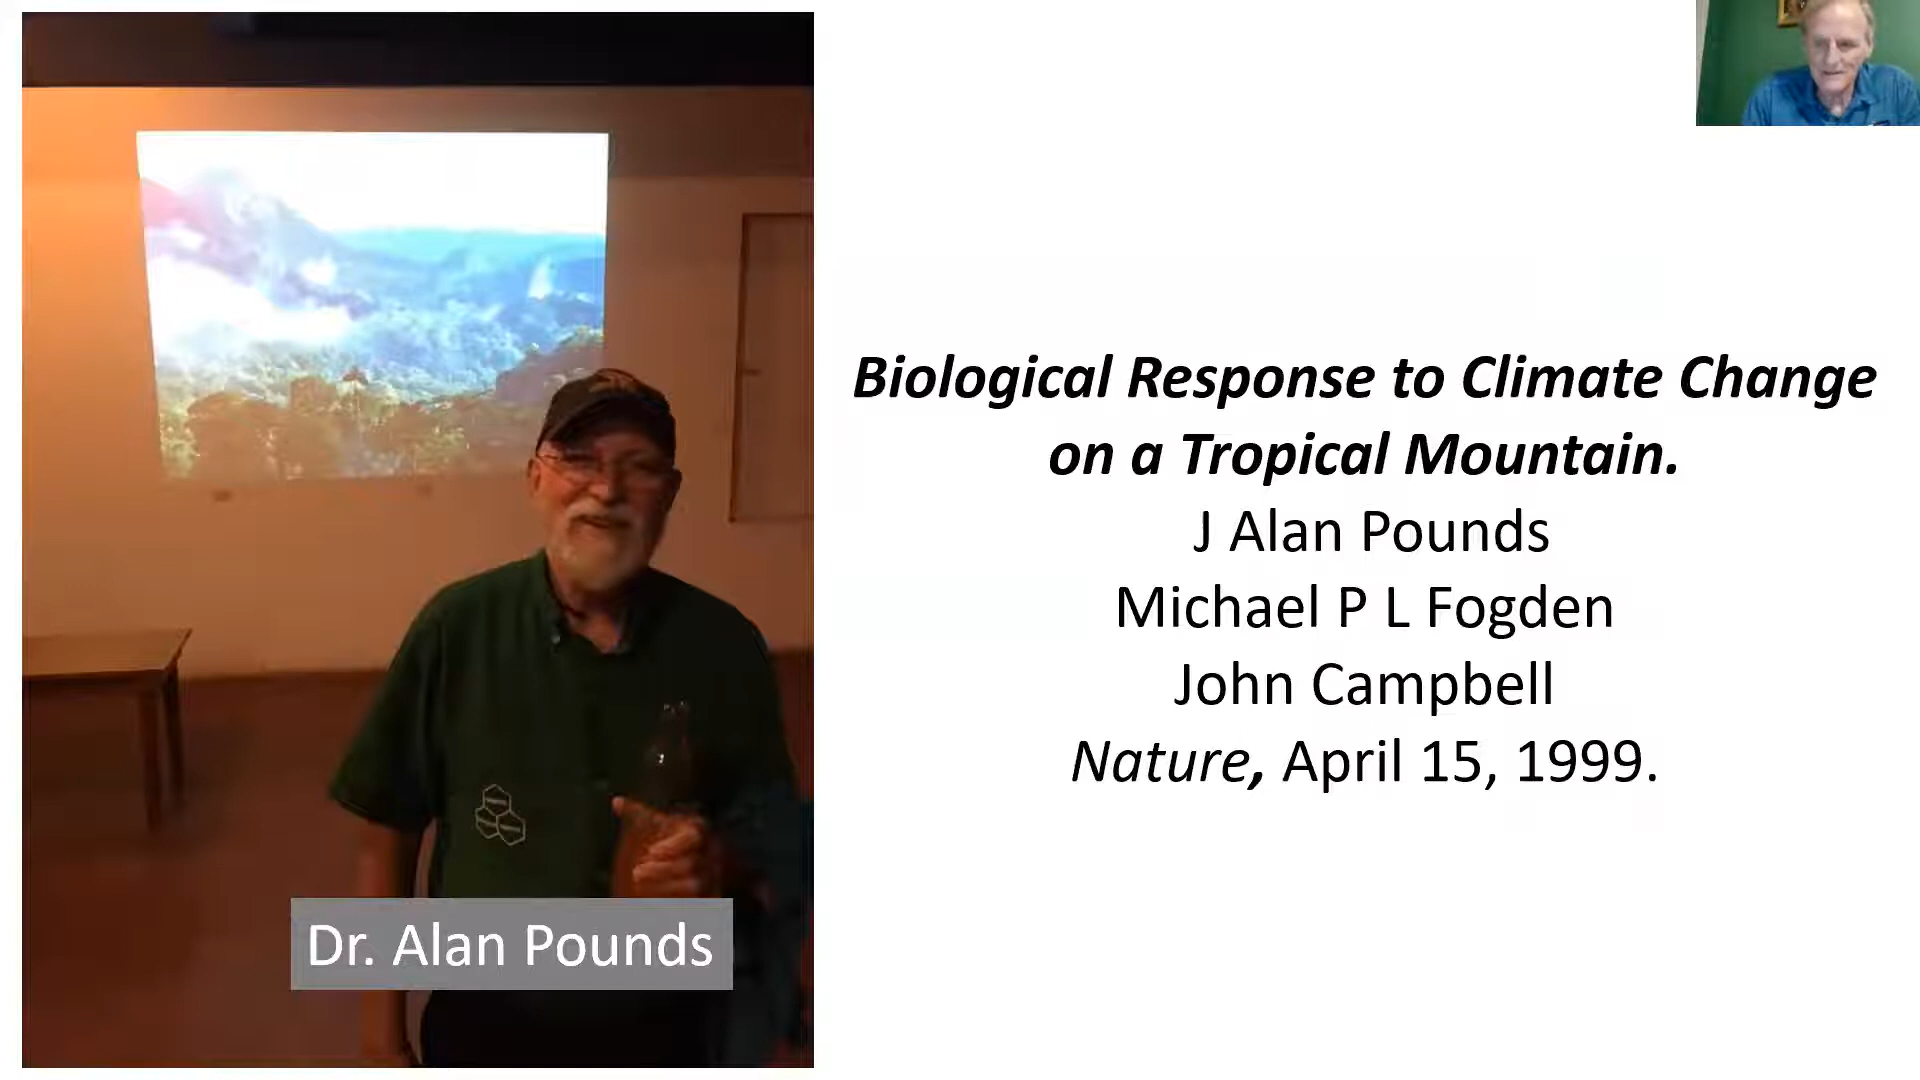 Biological Response to Climate Change
on a Tropical Mountain.
J Alan Pounds
Michael P L Fogden
John Campbell
Nature, April 15, 1999.
Dr. Alan Pounds